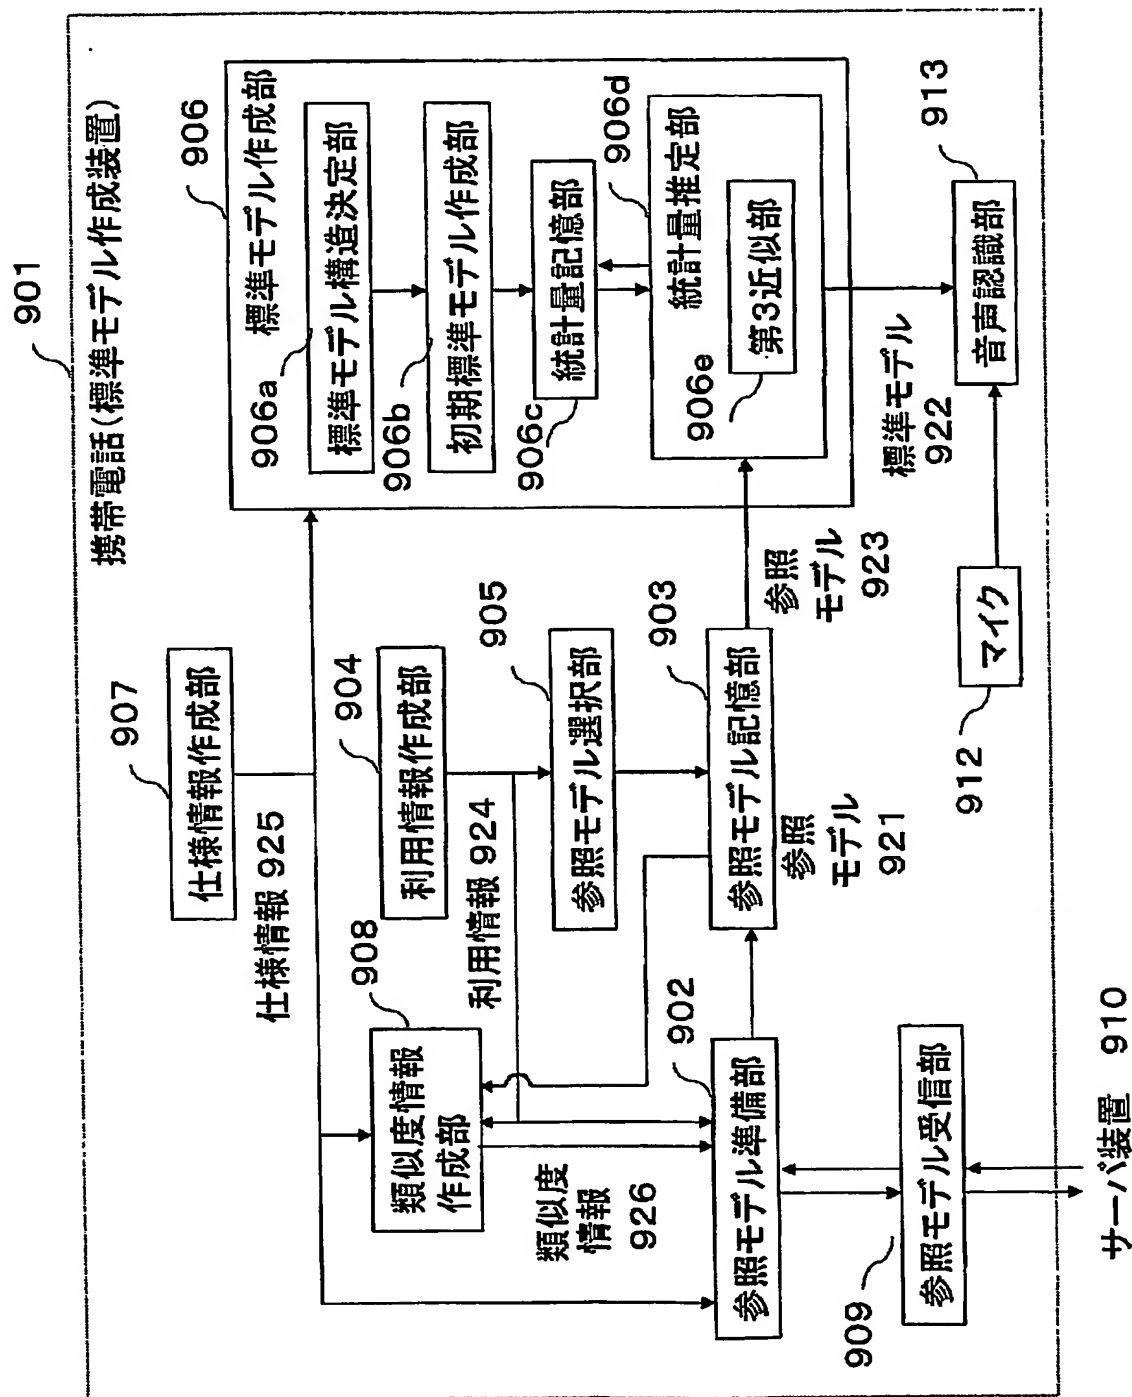 901
携帯電話(標準モデル作成装置)
907
仕様情報作成部
仕様情報 925
904
利用情報作成部
利用情報 924
908
類似度情報
作成部
類似度
情報
926
905
参照モデル選択部
903
参照モデル記憶部
902
参照モデル準備部
参照
モデル
921
参照
モデル
923
909
参照モデル受信部
サーバ装置 910
906
標準モデル作成部
906a
標準モデル構造決定部
906b
初期標準モデル作成部
906c
統計量記憶部
906d
統計量推定部
906e
第3近似部
標準モデル
922
912
マイク
913
音声認識部